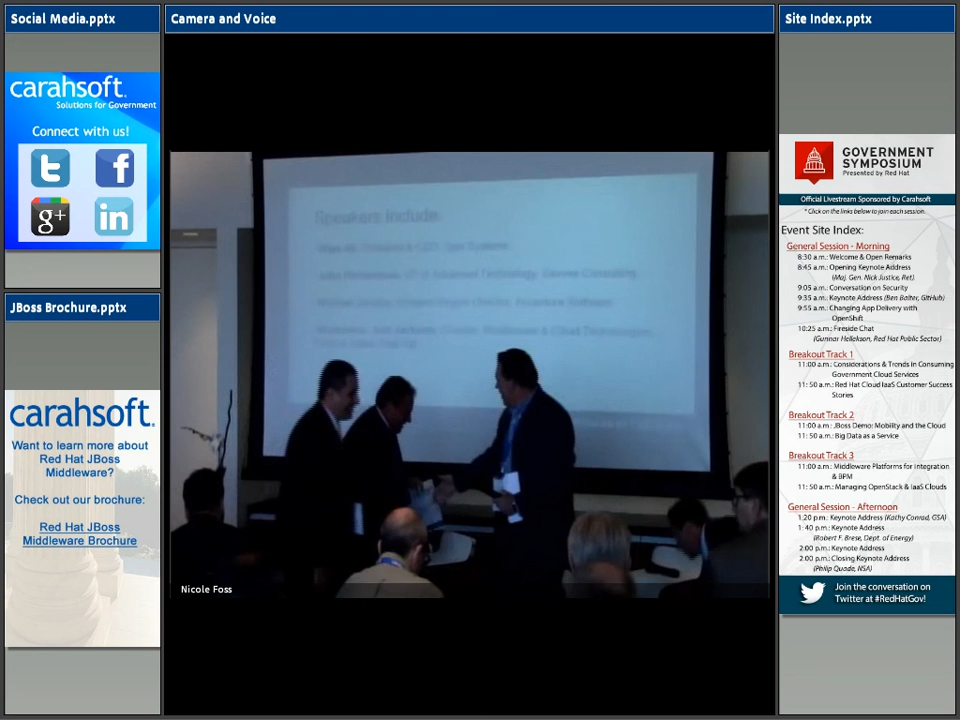 Social Media.pptx
carahsoft.
Solutions for Government
Connect with us!
t
f
g+
in
JBoss Brochure.pptx
carahsoft.
Want to learn more about
Red Hat JBoss
Middleware?
Check out our brochure:
Red Hat JBoss
Middleware Brochure
Camera and Voice
Speakers include:
Nicole Foss
Site Index.pptx
GOVERNMENT
SYMPOSIUM
Presented by Red Hat
Official Livestream Sponsored by Carahsoft
* Click on the links below to join each session.
Event Site Index:
General Session - Morning
8:30 a.m.: Welcome & Open Remarks
8:45 a.m.: Opening Keynote Address
(Maj. Gen. Nick Justice, Ret).
9:05 a.m.: Conversation on Security
9:35 a.m.: Keynote Address (Ben Balter, GitHub)
9:55 a.m.: Changing App Delivery with
OpenShift
10:25 a.m.: Fireside Chat
(Gunnar Hellekson, Red Hat Public Sector)
Breakout Track 1
11:00 a.m.: Considerations & Trends in Consuming
Government Cloud Services
11: 50 a.m.: Red Hat Cloud IaaS Customer Success
Stories
Breakout Track 2
11:00 a.m.: JBoss Demo: Mobility and the Cloud
11: 50 a.m.: Big Data as a Service
Breakout Track 3
11:00 a.m.: Middleware Platforms for Integration
& BPM
11: 50 a.m.: Managing OpenStack & IaaS Clouds
General Session - Afternoon
1:20 p.m.: Keynote Address (Kathy Conrad, GSA)
1: 40 p.m.: Keynote Address
(Robert F. Brese, Dept. of Energy)
2:00 p.m.: Keynote Address
2:00 p.m.: Closing Keynote Address
(Philip Quade, NSA)
Join the conversation on
Twitter at #RedHatGov!